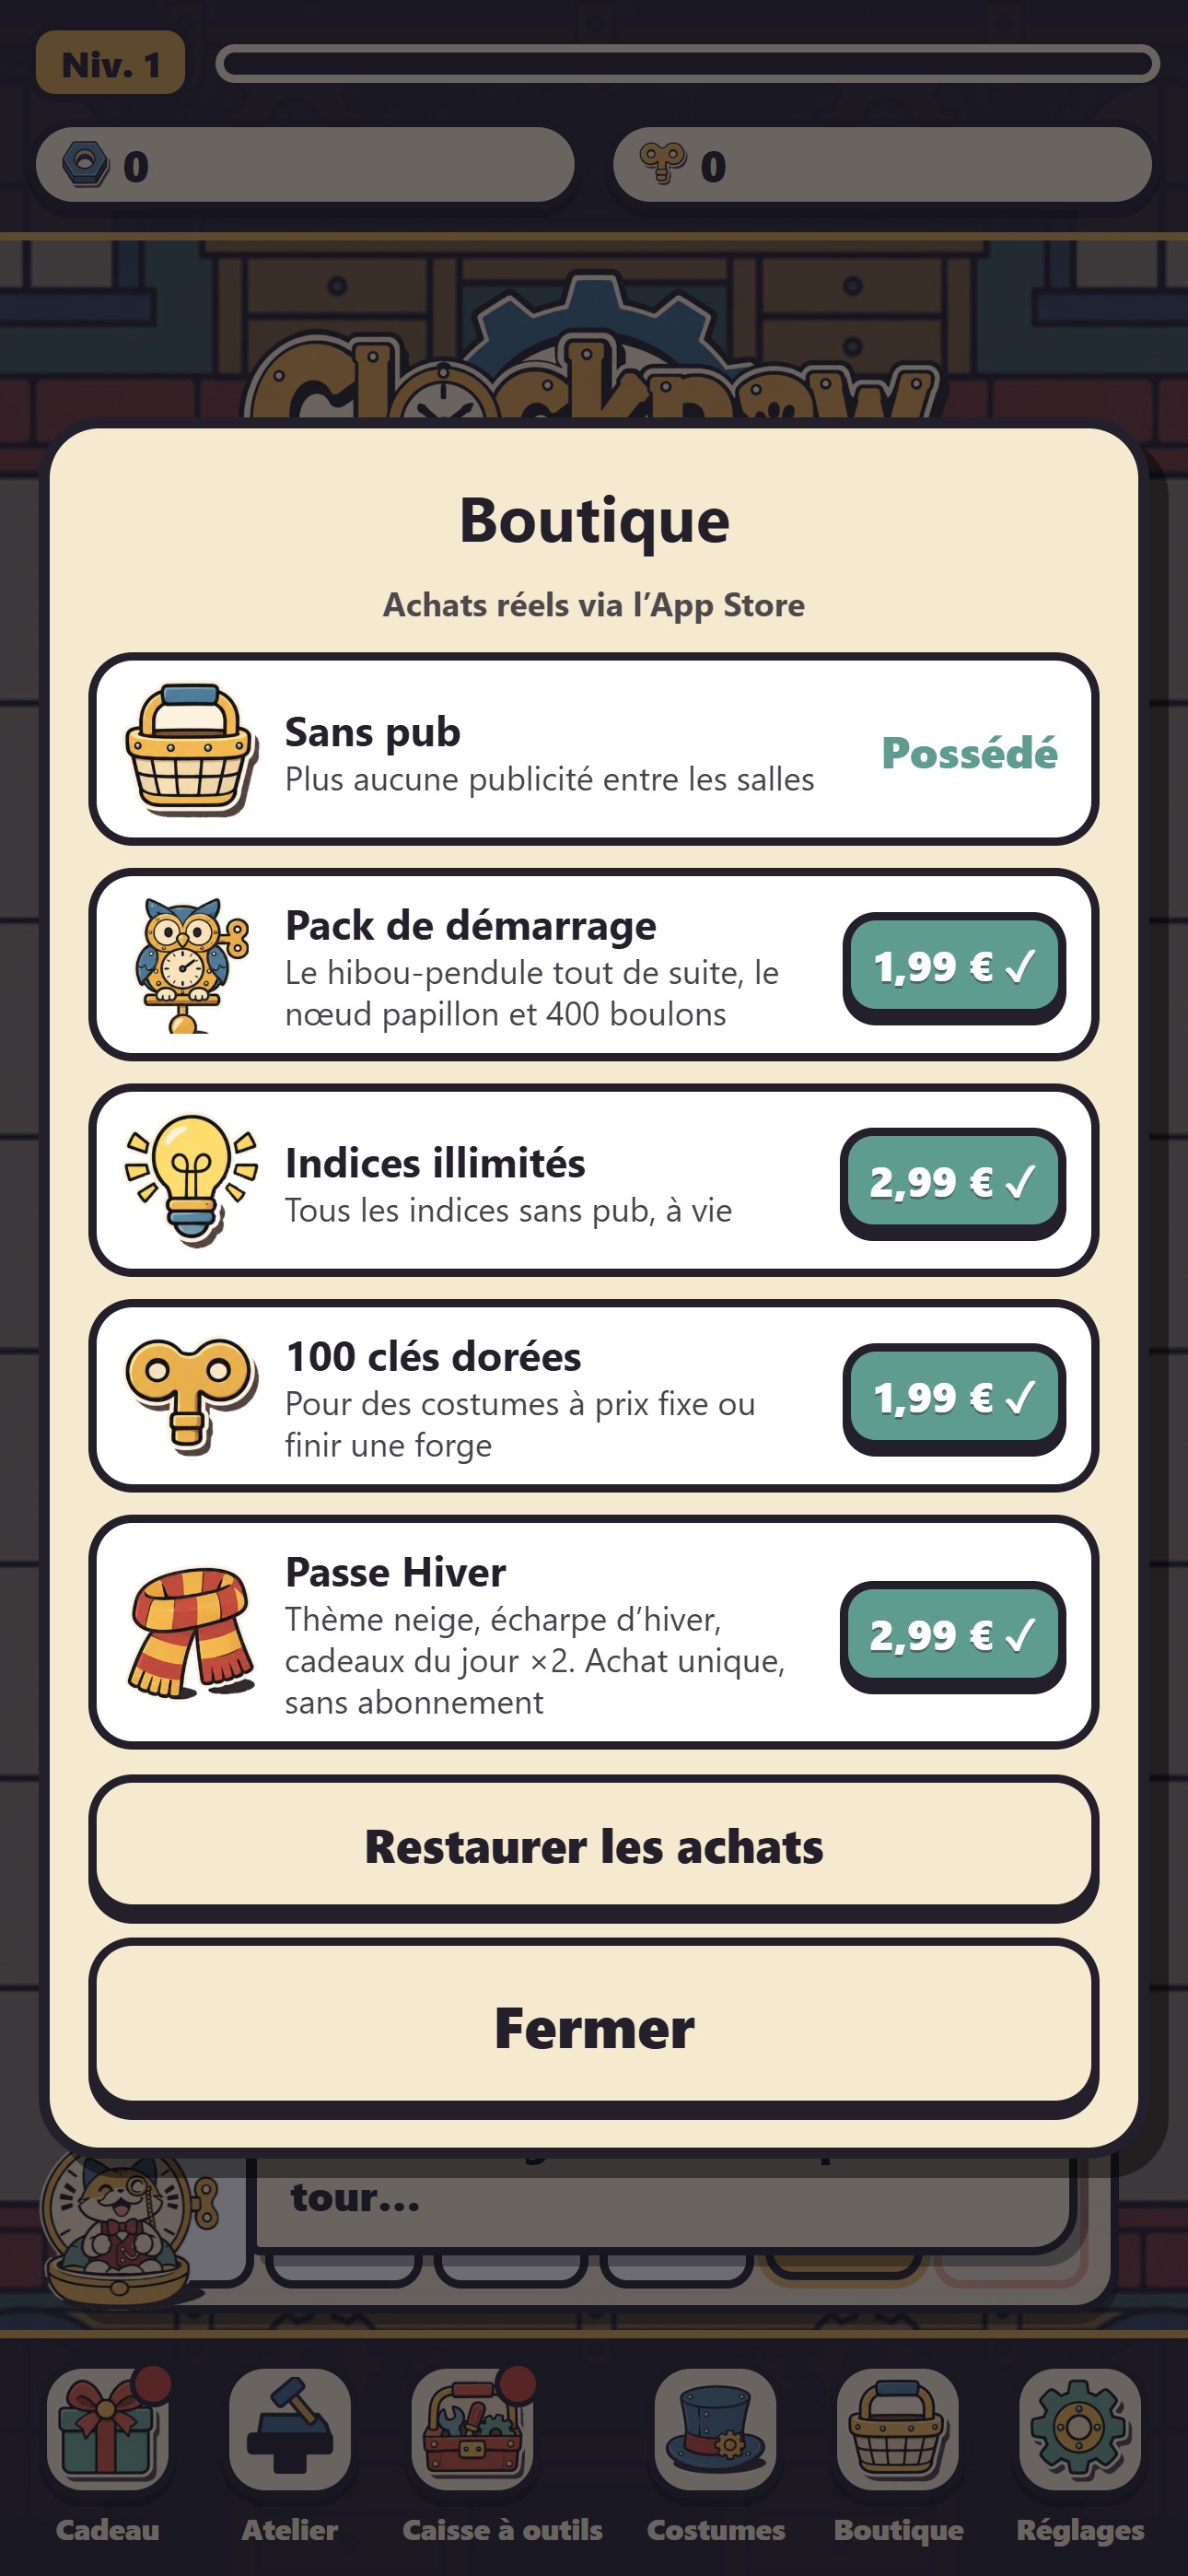 Niv. 1
0
0
Clockpaw
Boutique
Achats réels via l’App Store
Sans pub
Plus aucune publicité entre les salles
Possédé
Pack de démarrage
Le hibou-pendule tout de suite, le
nœud papillon et 400 boulons
1,99 € ✓
Indices illimités
Tous les indices sans pub, à vie
2,99 € ✓
100 clés dorées
Pour des costumes à prix fixe ou
finir une forge
1,99 € ✓
Passe Hiver
Thème neige, écharpe d’hiver,
cadeaux du jour ×2. Achat unique,
sans abonnement
2,99 € ✓
Restaurer les achats
Fermer
tour...
Cadeau
Atelier
Caisse à outils
Costumes
Boutique
Réglages